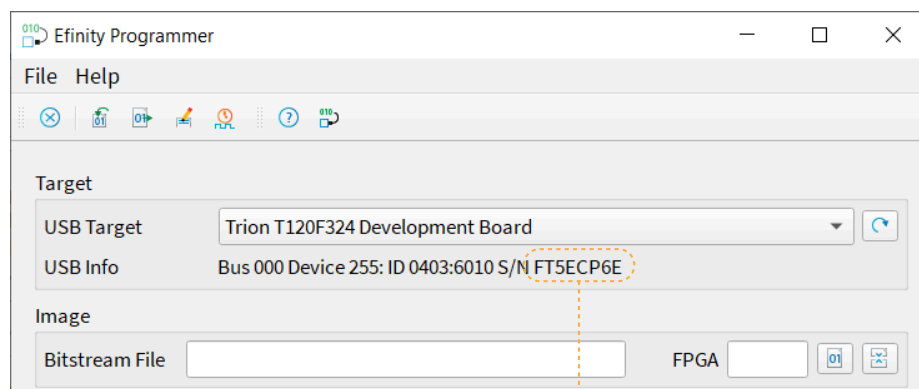 Efinity Programmer
File Help
Target
USB Target Trion T120F324 Development Board
USB Info Bus 000 Device 255: ID 0403:6010 S/N FT5ECP6E
Image
Bitstream File FPGA